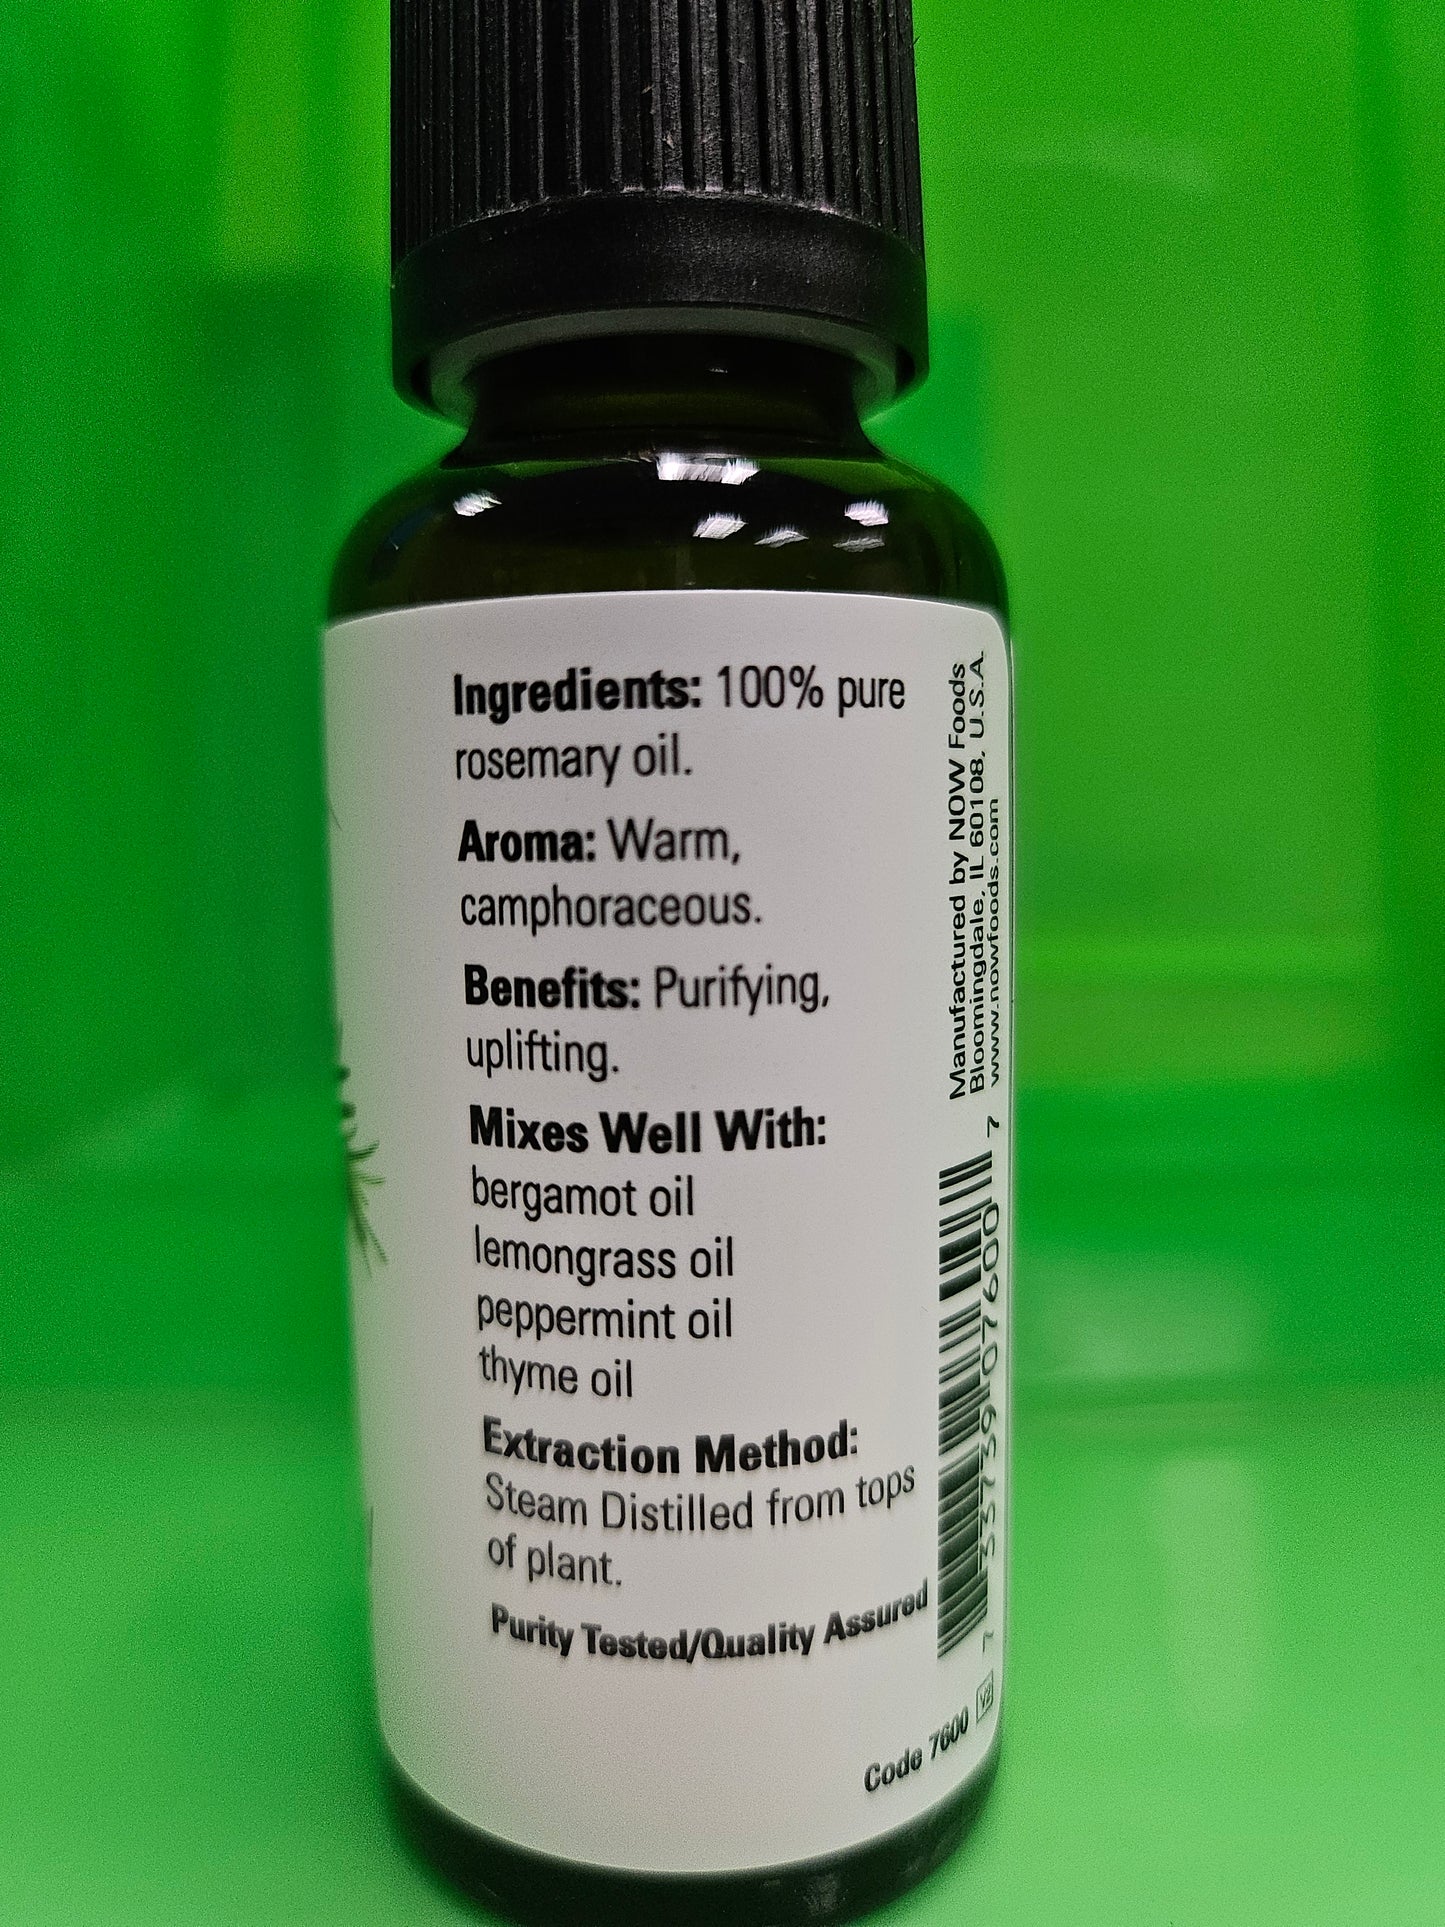 Ingredients: 100% pure
rosemary oil.
Aroma: Warm,
camphoraceous.
Benefits: Purifying,
uplifting.
Mixes Well With:
bergamot oil
lemongrass oil
peppermint oil
thyme oil
Extraction Method:
Steam Distilled from tops
of plant.
Purity Tested/Quality Assured
Manufactured by NOW Foods
Bloomingdale, IL 60108, U.S.A.
www.nowfoods.com
7 33739 07600 7
Code 7600 V2